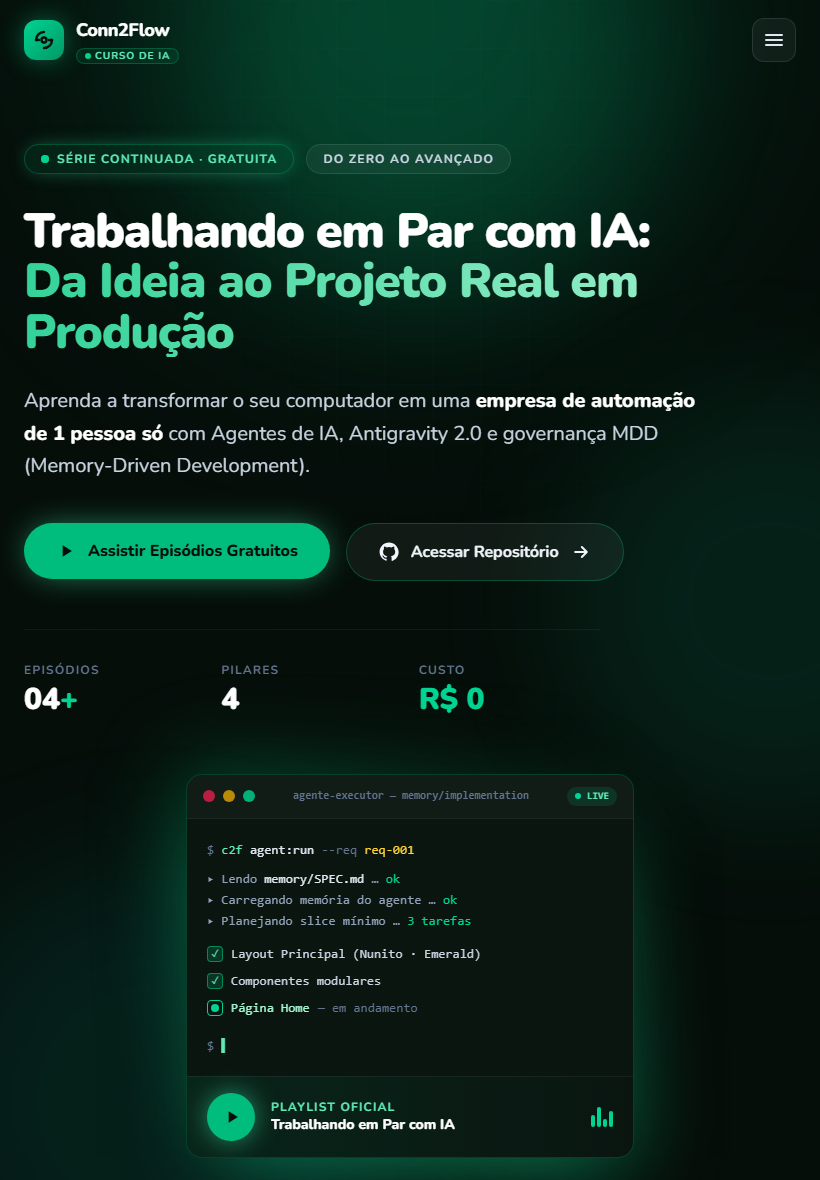 Conn2Flow
CURSO DE IA
SÉRIE CONTINUADA · GRATUITA
DO ZERO AO AVANÇADO
Trabalhando em Par com IA:
Da Ideia ao Projeto Real em
Produção
Aprenda a transformar o seu computador em uma empresa de automação
de 1 pessoa só com Agentes de IA, Antigravity 2.0 e governança MDD
(Memory-Driven Development).
Assistir Episódios Gratuitos
Acessar Repositório →
EPISÓDIOS
04+
PILARES
4
CUSTO
R$ 0
agente-executor — memory/implementation
LIVE
$ c2f agent:run --req req-001
▸ Lendo memory/SPEC.md … ok
▸ Carregando memória do agente … ok
▸ Planejando slice mínimo … 3 tarefas
✓ Layout Principal (Nunito · Emerald)
✓ Componentes modulares
Página Home — em andamento
$
PLAYLIST OFICIAL
Trabalhando em Par com IA